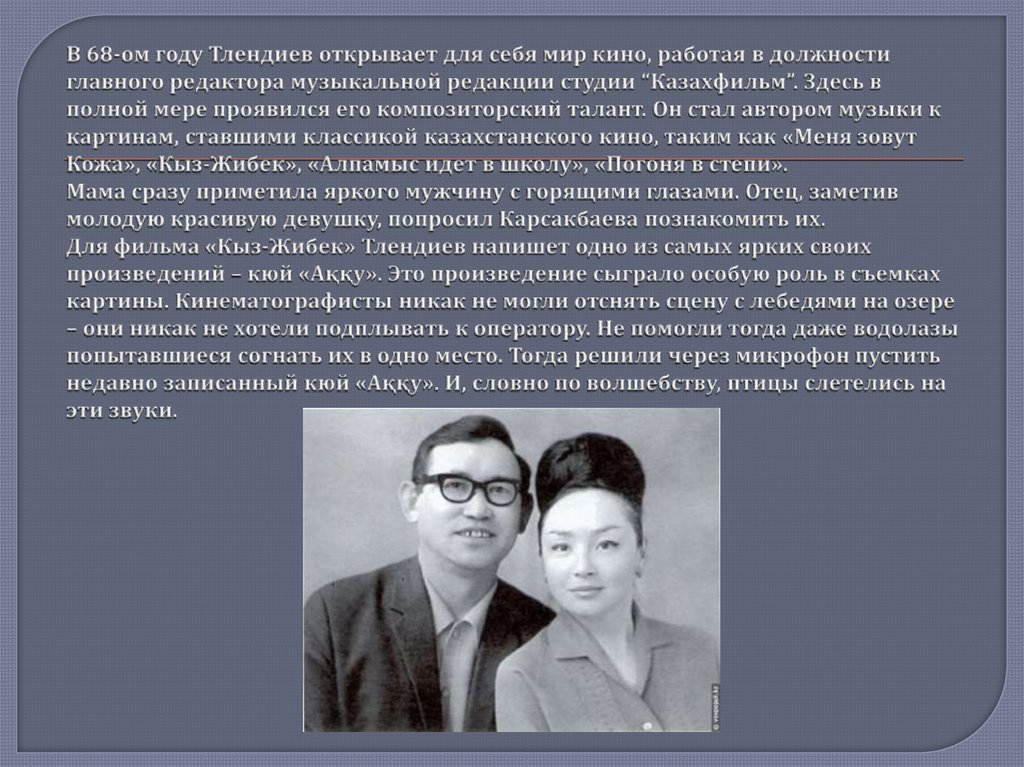 В 68-ом году Тлендиев открывает для себя мир кино, работая в должности
главного редактора музыкальной редакции студии “Казахфильм”. Здесь в
полной мере проявился его композиторский талант. Он стал автором музыки к
картинам, ставшими классикой казахстанского кино, таким как «Меня зовут
Кожа», «Кыз-Жибек», «Алпамыс идет в школу», «Погоня в степи».
Мама сразу приметила яркого мужчину с горящими глазами. Отец, заметив
молодую красивую девушку, попросил Карсакбаева познакомить их.
Для фильма «Кыз-Жибек» Тлендиев напишет одно из самых ярких своих
произведений – кюй «Аққу». Это произведение сыграло особую роль в съемках
картины. Кинематографисты никак не могли отснять сцену с лебедями на озере
– они никак не хотели подплывать к оператору. Не помогли тогда даже водолазы
попытавшиеся согнать их в одно место. Тогда решили через микрофон пустить
недавно записанный кюй «Аққу». И, словно по волшебству, птицы слетелись на
эти звуки.
© voxpopuli.kz